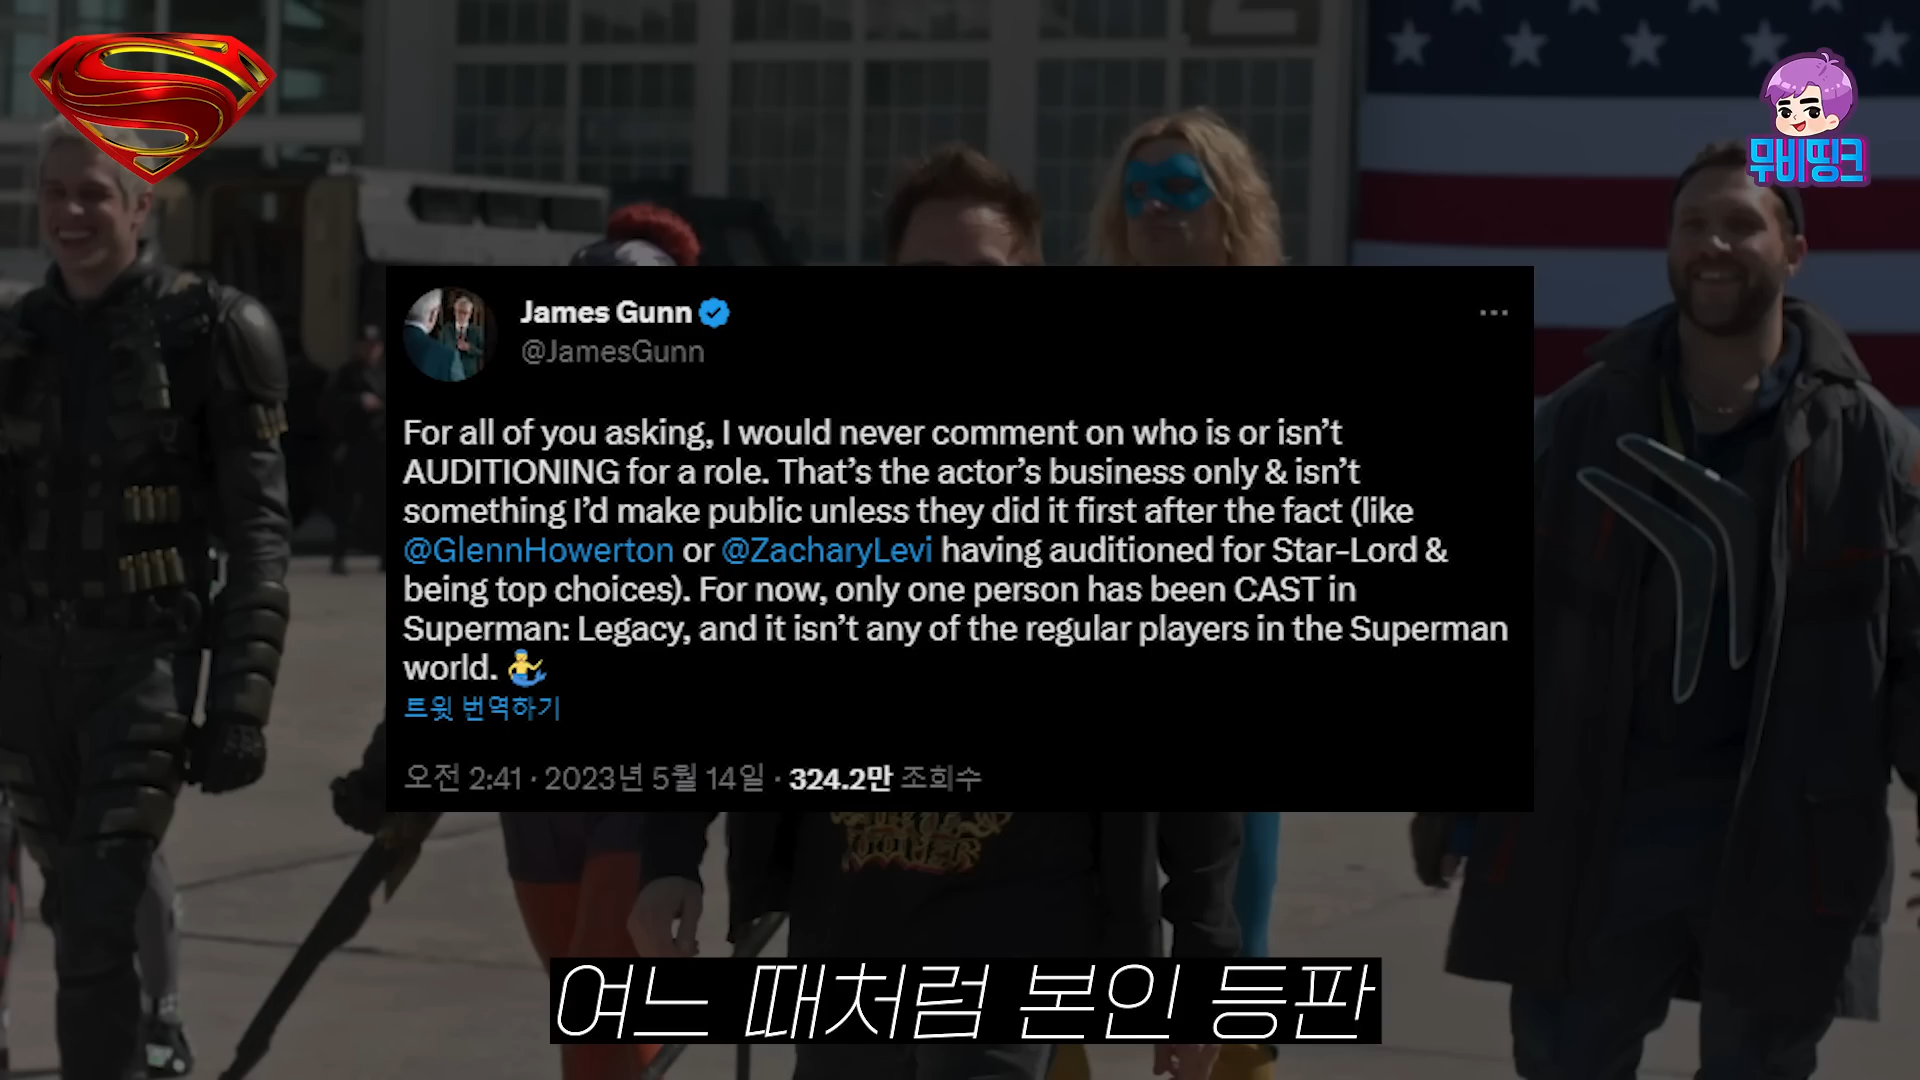 무비띵크
James Gunn
@JamesGunn
For all of you asking, I would never comment on who is or isn’t
AUDITIONING for a role. That’s the actor’s business only & isn’t
something I’d make public unless they did it first after the fact (like
@GlennHowerton or @ZacharyLevi having auditioned for Star-Lord &
being top choices). For now, only one person has been CAST in
Superman: Legacy, and it isn’t any of the regular players in the Superman
world. 🧜‍♂️
트윗 번역하기
오전 2:41 · 2023년 5월 14일 · 324.2만 조회수
여느 때처럼 본인 등판